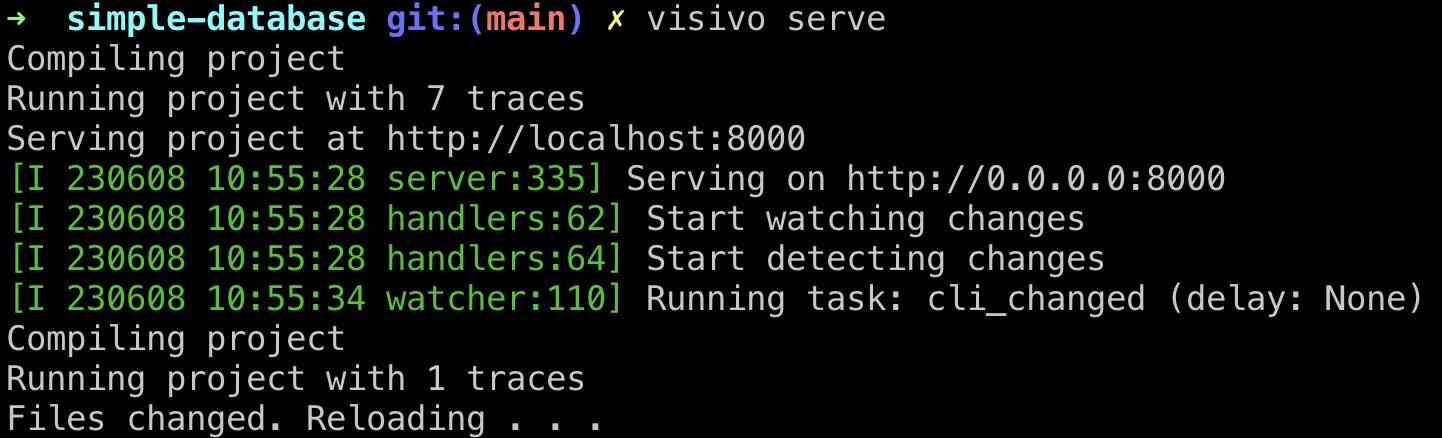 ➜  simple-database git:(main) ✗ visivo serve
Compiling project
Running project with 7 traces
Serving project at http://localhost:8000
[I 230608 10:55:28 server:335] Serving on http://0.0.0.0:8000
[I 230608 10:55:28 handlers:62] Start watching changes
[I 230608 10:55:28 handlers:64] Start detecting changes
[I 230608 10:55:34 watcher:110] Running task: cli_changed (delay: None)
Compiling project
Running project with 1 traces
Files changed. Reloading . . .